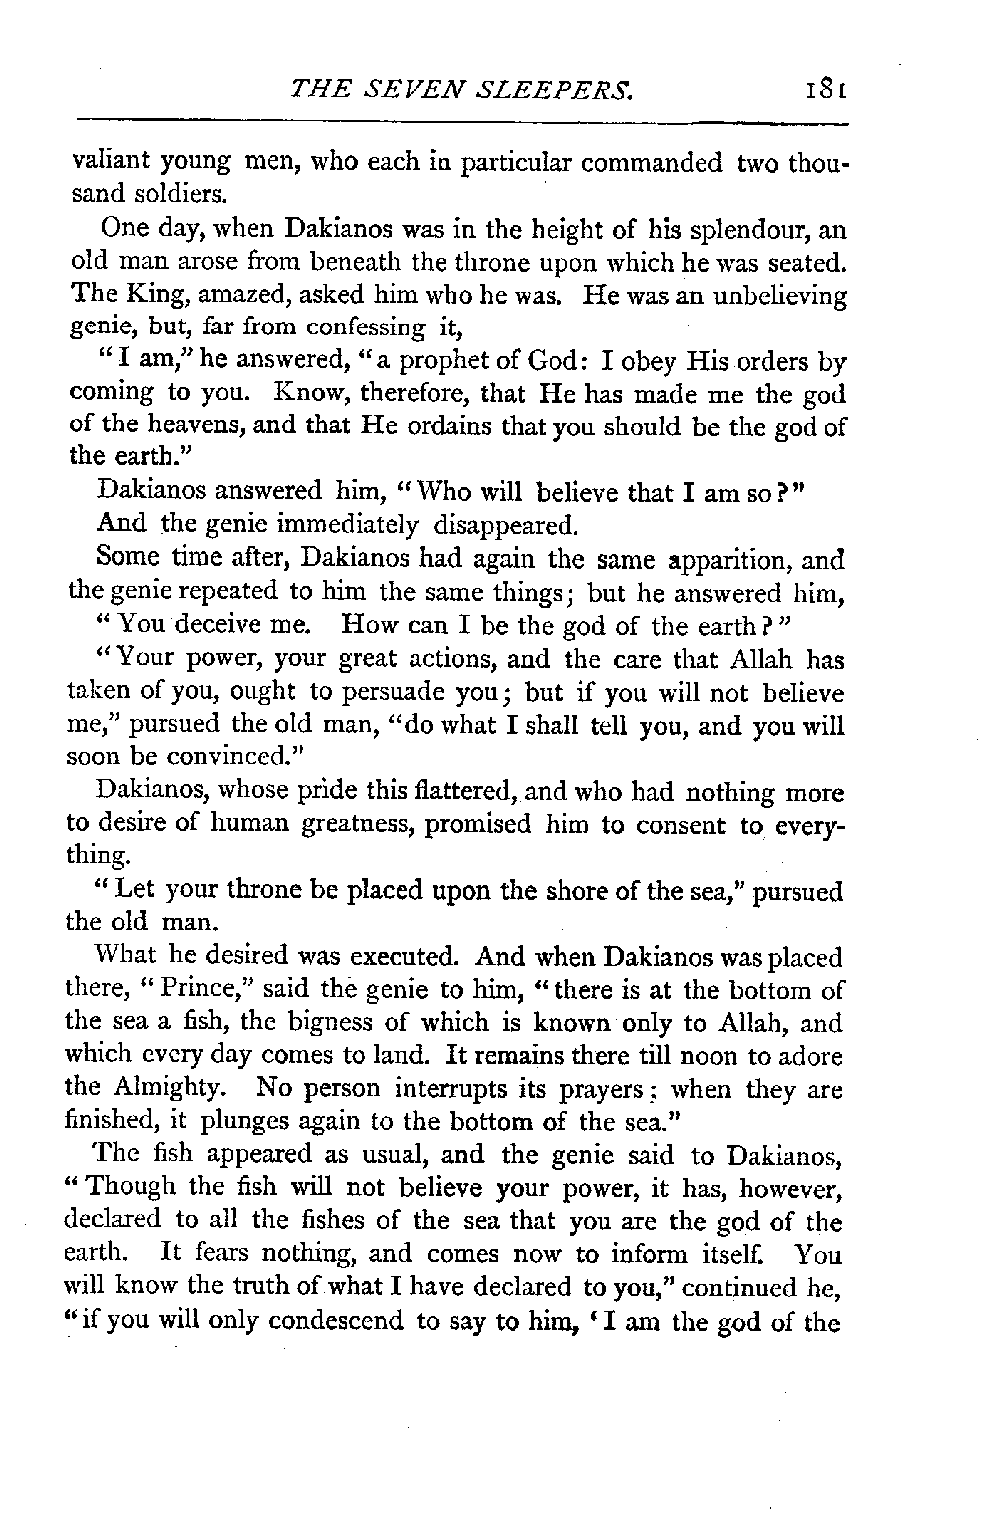 THE SEVEN SLEEPERS. 181
valiant young men, who each in particular commanded two thou-
sand soldiers.
One day, when Dakianos was in the height of his splendour, an
old man arose from beneath the throne upon which he was seated.
The King, amazed, asked him who he was. He was an unbelieving
genie, but, far from confessing it,
“I am,” he answered, “a prophet of God: I obey His orders by
coming to you. Know, therefore, that He has made me the god
of the heavens, and that He ordains that you should be the god of
the earth.”
Dakianos answered him, “Who will believe that I am so?”
And the genie immediately disappeared.
Some time after, Dakianos had again the same apparition, and
the genie repeated to him the same things; but he answered him,
“You deceive me. How can I be the god of the earth?”
“Your power, your great actions, and the care that Allah has
taken of you, ought to persuade you; but if you will not believe
me,” pursued the old man, “do what I shall tell you, and you will
soon be convinced.”
Dakianos, whose pride this flattered, and who had nothing more
to desire of human greatness, promised him to consent to every-
thing.
“Let your throne be placed upon the shore of the sea,” pursued
the old man.
What he desired was executed. And when Dakianos was placed
there, “Prince,” said the genie to him, “there is at the bottom of
the sea a fish, the bigness of which is known only to Allah, and
which every day comes to land. It remains there till noon to adore
the Almighty. No person interrupts its prayers; when they are
finished, it plunges again to the bottom of the sea.”
The fish appeared as usual, and the genie said to Dakianos,
“Though the fish will not believe your power, it has, however,
declared to all the fishes of the sea that you are the god of the
earth. It fears nothing, and comes now to inform itself. You
will know the truth of what I have declared to you,” continued he,
“if you will only condescend to say to him, ‘I am the god of the